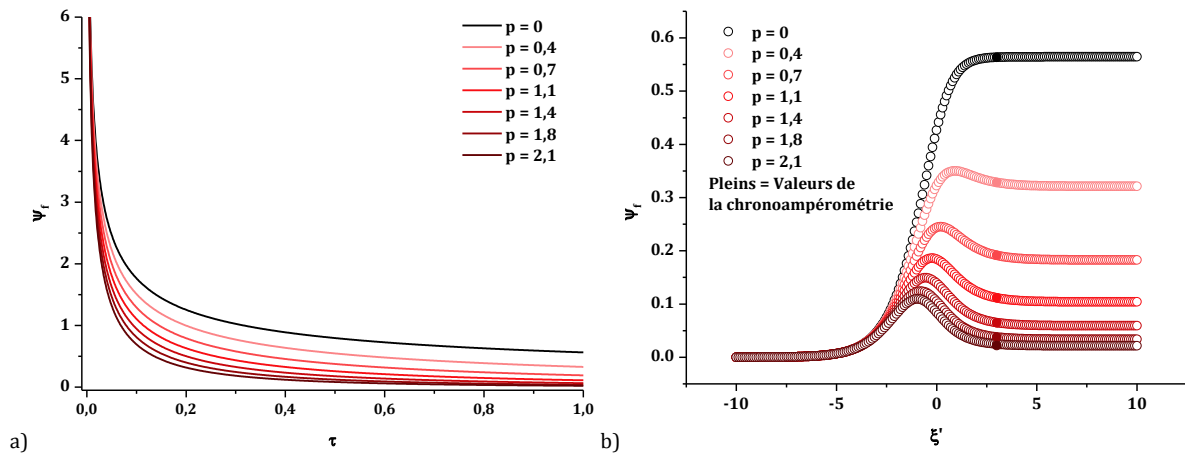 6
5
4
3
2
1
0
Ψf
0,0
0,2
0,4
0,6
0,8
1,0
τ
p = 0
p = 0,4
p = 0,7
p = 1,1
p = 1,4
p = 1,8
p = 2,1
a)
0.6
0.5
0.4
0.3
0.2
0.1
0.0
Ψf
-10
-5
0
5
10
ξ'
p = 0
p = 0,4
p = 0,7
p = 1,1
p = 1,4
p = 1,8
p = 2,1
Pleins = Valeurs de
la chronoampérométrie
b)